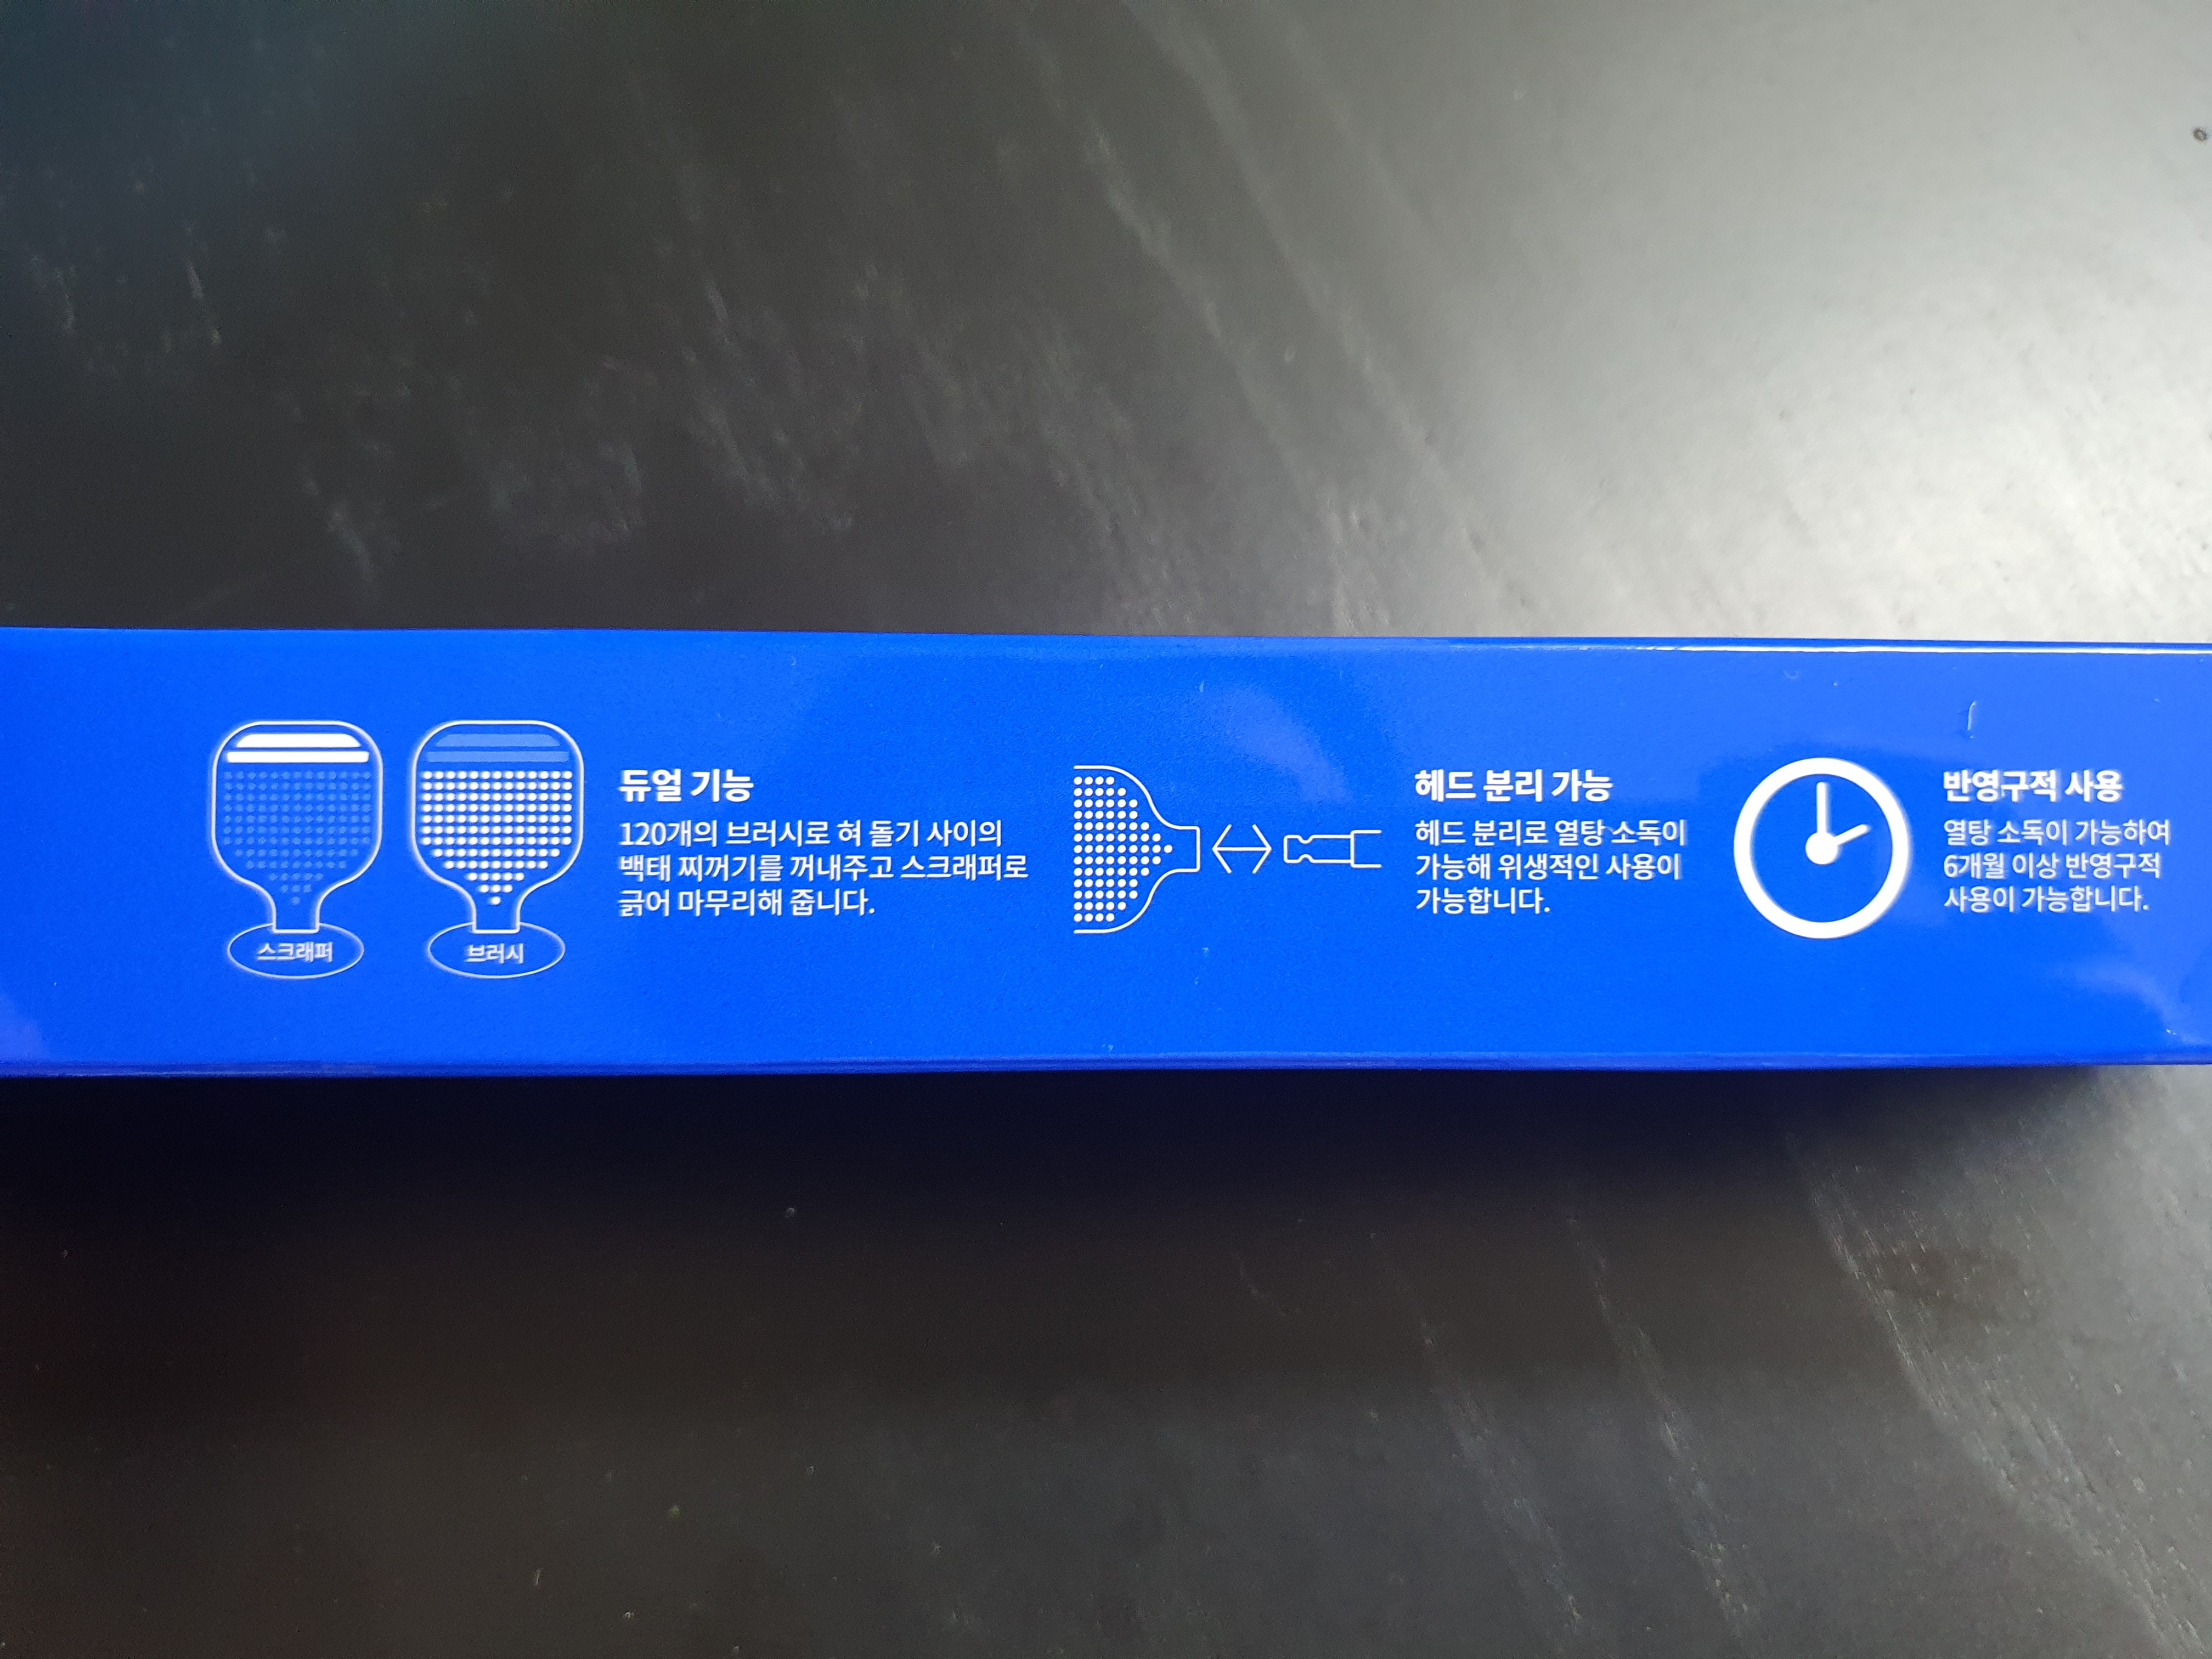 스크래퍼
브러시
듀얼 기능
120개의 브러시로 혀 돌기 사이의
백태 찌꺼기를 꺼내주고 스크래퍼로
긁어 마무리해 줍니다.
헤드 분리 가능
헤드 분리로 열탕 소독이
가능해 위생적인 사용이
가능합니다.
반영구적 사용
열탕 소독이 가능하여
6개월 이상 반영구적
사용이 가능합니다.